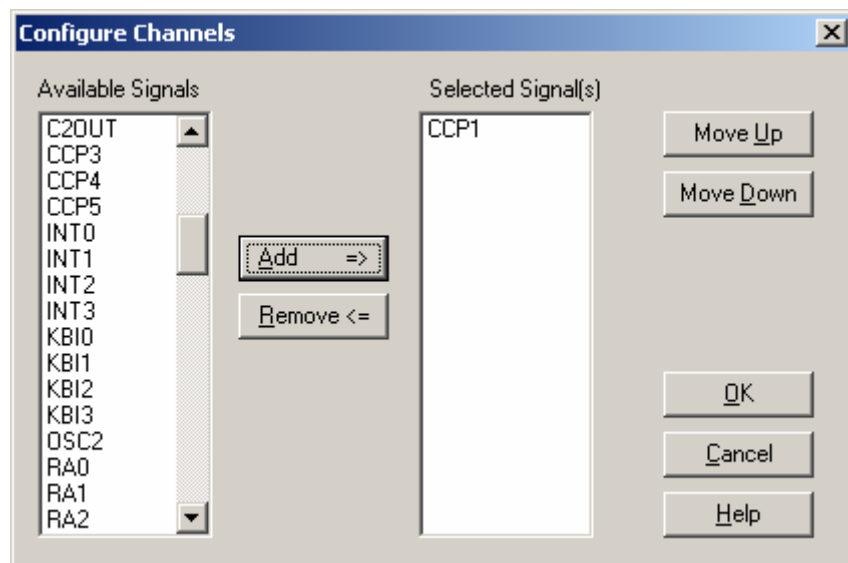 Configure Channels
Available Signals
C2OUT
CCP3
CCP4
CCP5
INT0
INT1
INT2
INT3
KBI0
KBI1
KBI2
KBI3
OSC2
RA0
RA1
RA2
Add =>
Remove <=
Selected Signal(s)
CCP1
Move Up
Move Down
OK
Cancel
Help